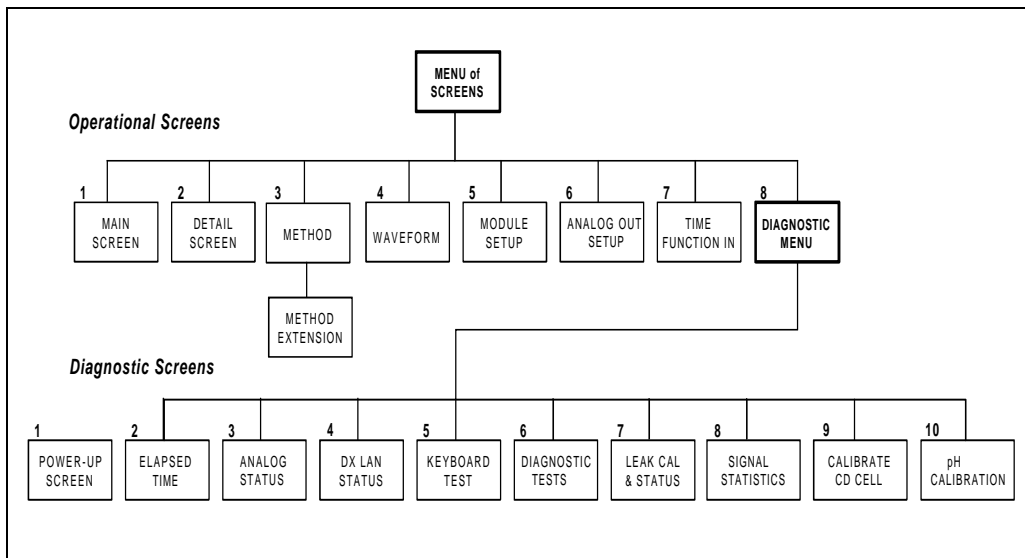 MENU of
SCREENS
Operational Screens
1
MAIN
SCREEN
2
DETAIL
SCREEN
3
METHOD
4
WAVEFORM
5
MODULE
SETUP
6
ANALOG OUT
SETUP
7
TIME
FUNCTION IN
8
DIAGNOSTIC
MENU
METHOD
EXTENSION
Diagnostic Screens
1
POWER-UP
SCREEN
2
ELAPSED
TIME
3
ANALOG
STATUS
4
DX LAN
STATUS
5
KEYBOARD
TEST
6
DIAGNOSTIC
TESTS
7
LEAK CAL
& STATUS
8
SIGNAL
STATISTICS
9
CALIBRATE
CD CELL
10
pH
CALIBRATION